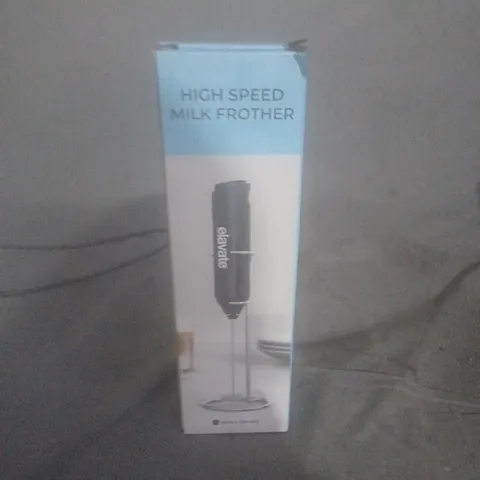 HIGH SPEED
MILK FROTHER
elavate